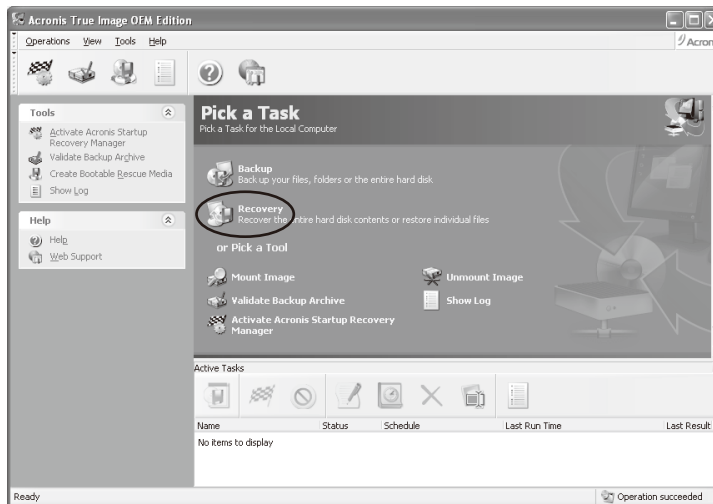 Acronis True Image OEM Edition
Operations View Tools Help
Acron
Tools
Activate Acronis Startup
Recovery Manager
Validate Backup Archive
Create Bootable Rescue Media
Show Log
Help
Help
Web Support
Pick a Task
Pick a Task for the Local Computer
Backup
Back up your files, folders or the entire hard disk
Recovery
Recover the entire hard disk contents or restore individual files
or Pick a Tool
Mount Image
Unmount Image
Validate Backup Archive
Show Log
Activate Acronis Startup Recovery
Manager
Active Tasks
Name Status Schedule Last Run Time Last Result
No items to display
Ready
Operation succeeded